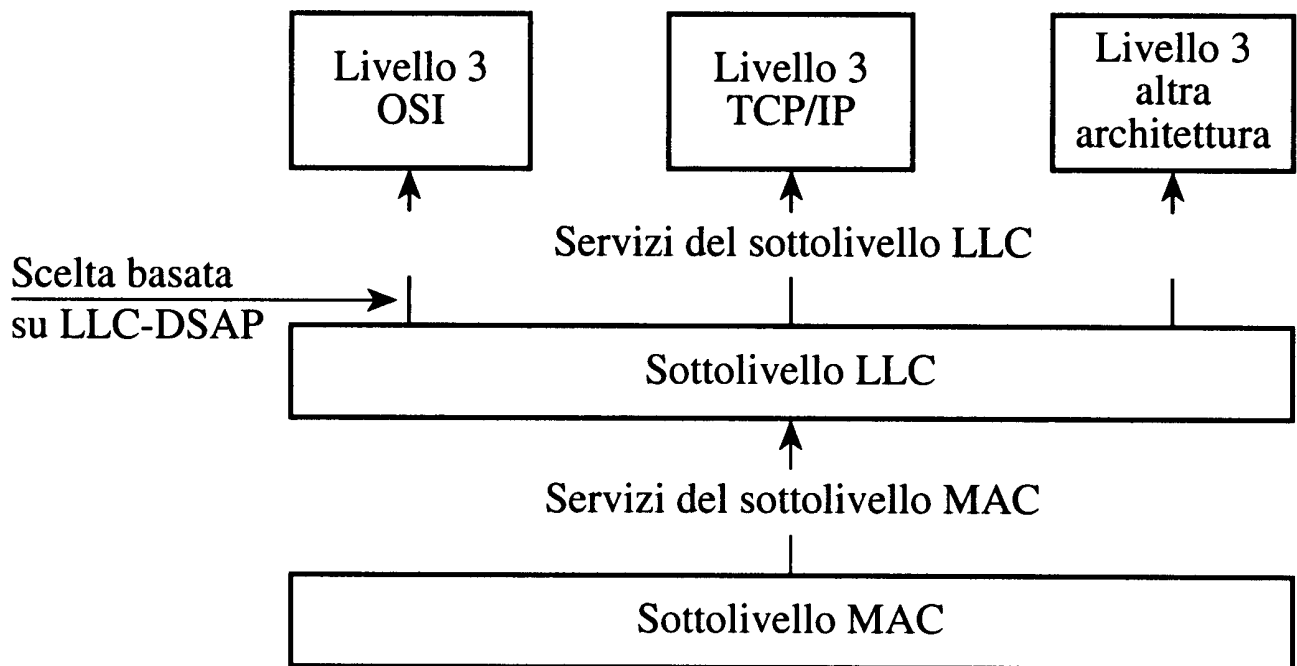 Livello 3
OSI
Livello 3
TCP/IP
Livello 3
altra
architettura
Servizi del sottolivello LLC
Scelta basata
su LLC-DSAP
Sottolivello LLC
Servizi del sottolivello MAC
Sottolivello MAC